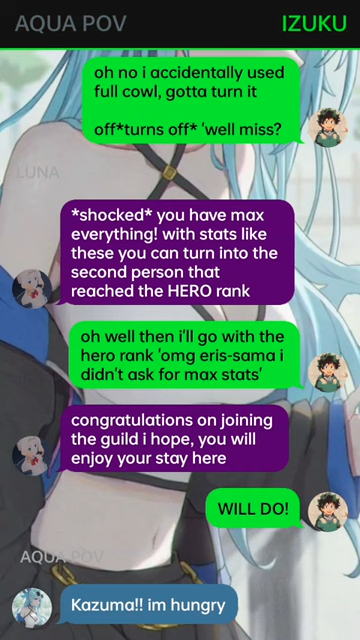 AQUA POV
IZUKU
oh no i accidentally used
full cowl, gotta turn it
off*turns off* 'well miss?
LUNA
*shocked* you have max
everything! with stats like
these you can turn into the
second person that
reached the HERO rank
oh well then i'll go with the
hero rank 'omg eris-sama i
didn't ask for max stats'
congratulations on joining
the guild i hope, you will
enjoy your stay here
WILL DO!
AQUA POV
Kazuma!! im hungry